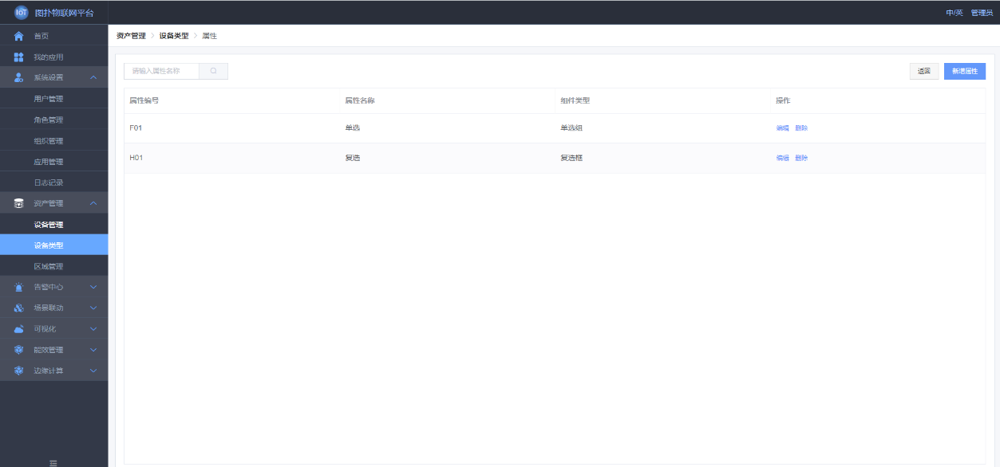 IoT 图扑物联网平台
中/英 管理员
首页
我的应用
系统设置
用户管理
角色管理
组织管理
应用管理
日志记录
资产管理
设备管理
设备类型
区域管理
告警中心
场景联动
可视化
能效管理
边缘计算
资产管理 > 设备类型 > 属性
请输入属性名称
返回 新增属性
属性编号 属性名称 组件类型 操作
F01 单选 单选组 编辑 删除
H01 复选 复选框 编辑 删除